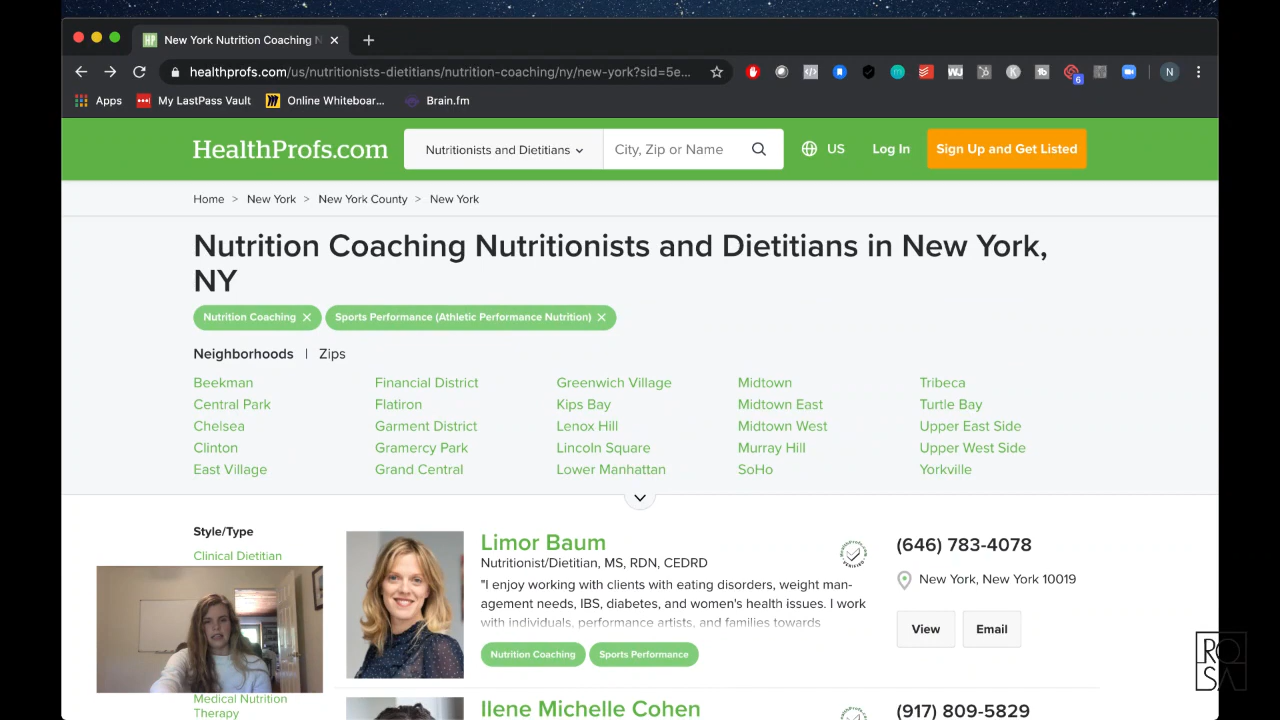 New York Nutrition Coaching N
healthprofs.com/us/nutritionists-dietitians/nutrition-coaching/ny/new-york?sid=5e...
WJ
K
tb
6
N
Apps
My LastPass Vault
Online Whiteboar...
Brain.fm
HealthProfs.com
Nutritionists and Dietitians
City, Zip or Name
US
Log In
Sign Up and Get Listed
Home > New York > New York County > New York
Nutrition Coaching Nutritionists and Dietitians in New York,
NY
Nutrition Coaching ×
Sports Performance (Athletic Performance Nutrition) ×
Neighborhoods | Zips
Beekman Financial District Greenwich Village Midtown Tribeca
Central Park Flatiron Kips Bay Midtown East Turtle Bay
Chelsea Garment District Lenox Hill Midtown West Upper East Side
Clinton Gramercy Park Lincoln Square Murray Hill Upper West Side
East Village Grand Central Lower Manhattan SoHo Yorkville
Style/Type
Clinical Dietitian
Medical Nutrition
Therapy
Limor Baum
Nutritionist/Dietitian, MS, RDN, CEDRD
"I enjoy working with clients with eating disorders, weight man-
agement needs, IBS, diabetes, and women's health issues. I work
with individuals, performance artists, and families towards
Nutrition Coaching
Sports Performance
(646) 783-4078
New York, New York 10019
View
Email
Ilene Michelle Cohen
(917) 809-5829
ROSA